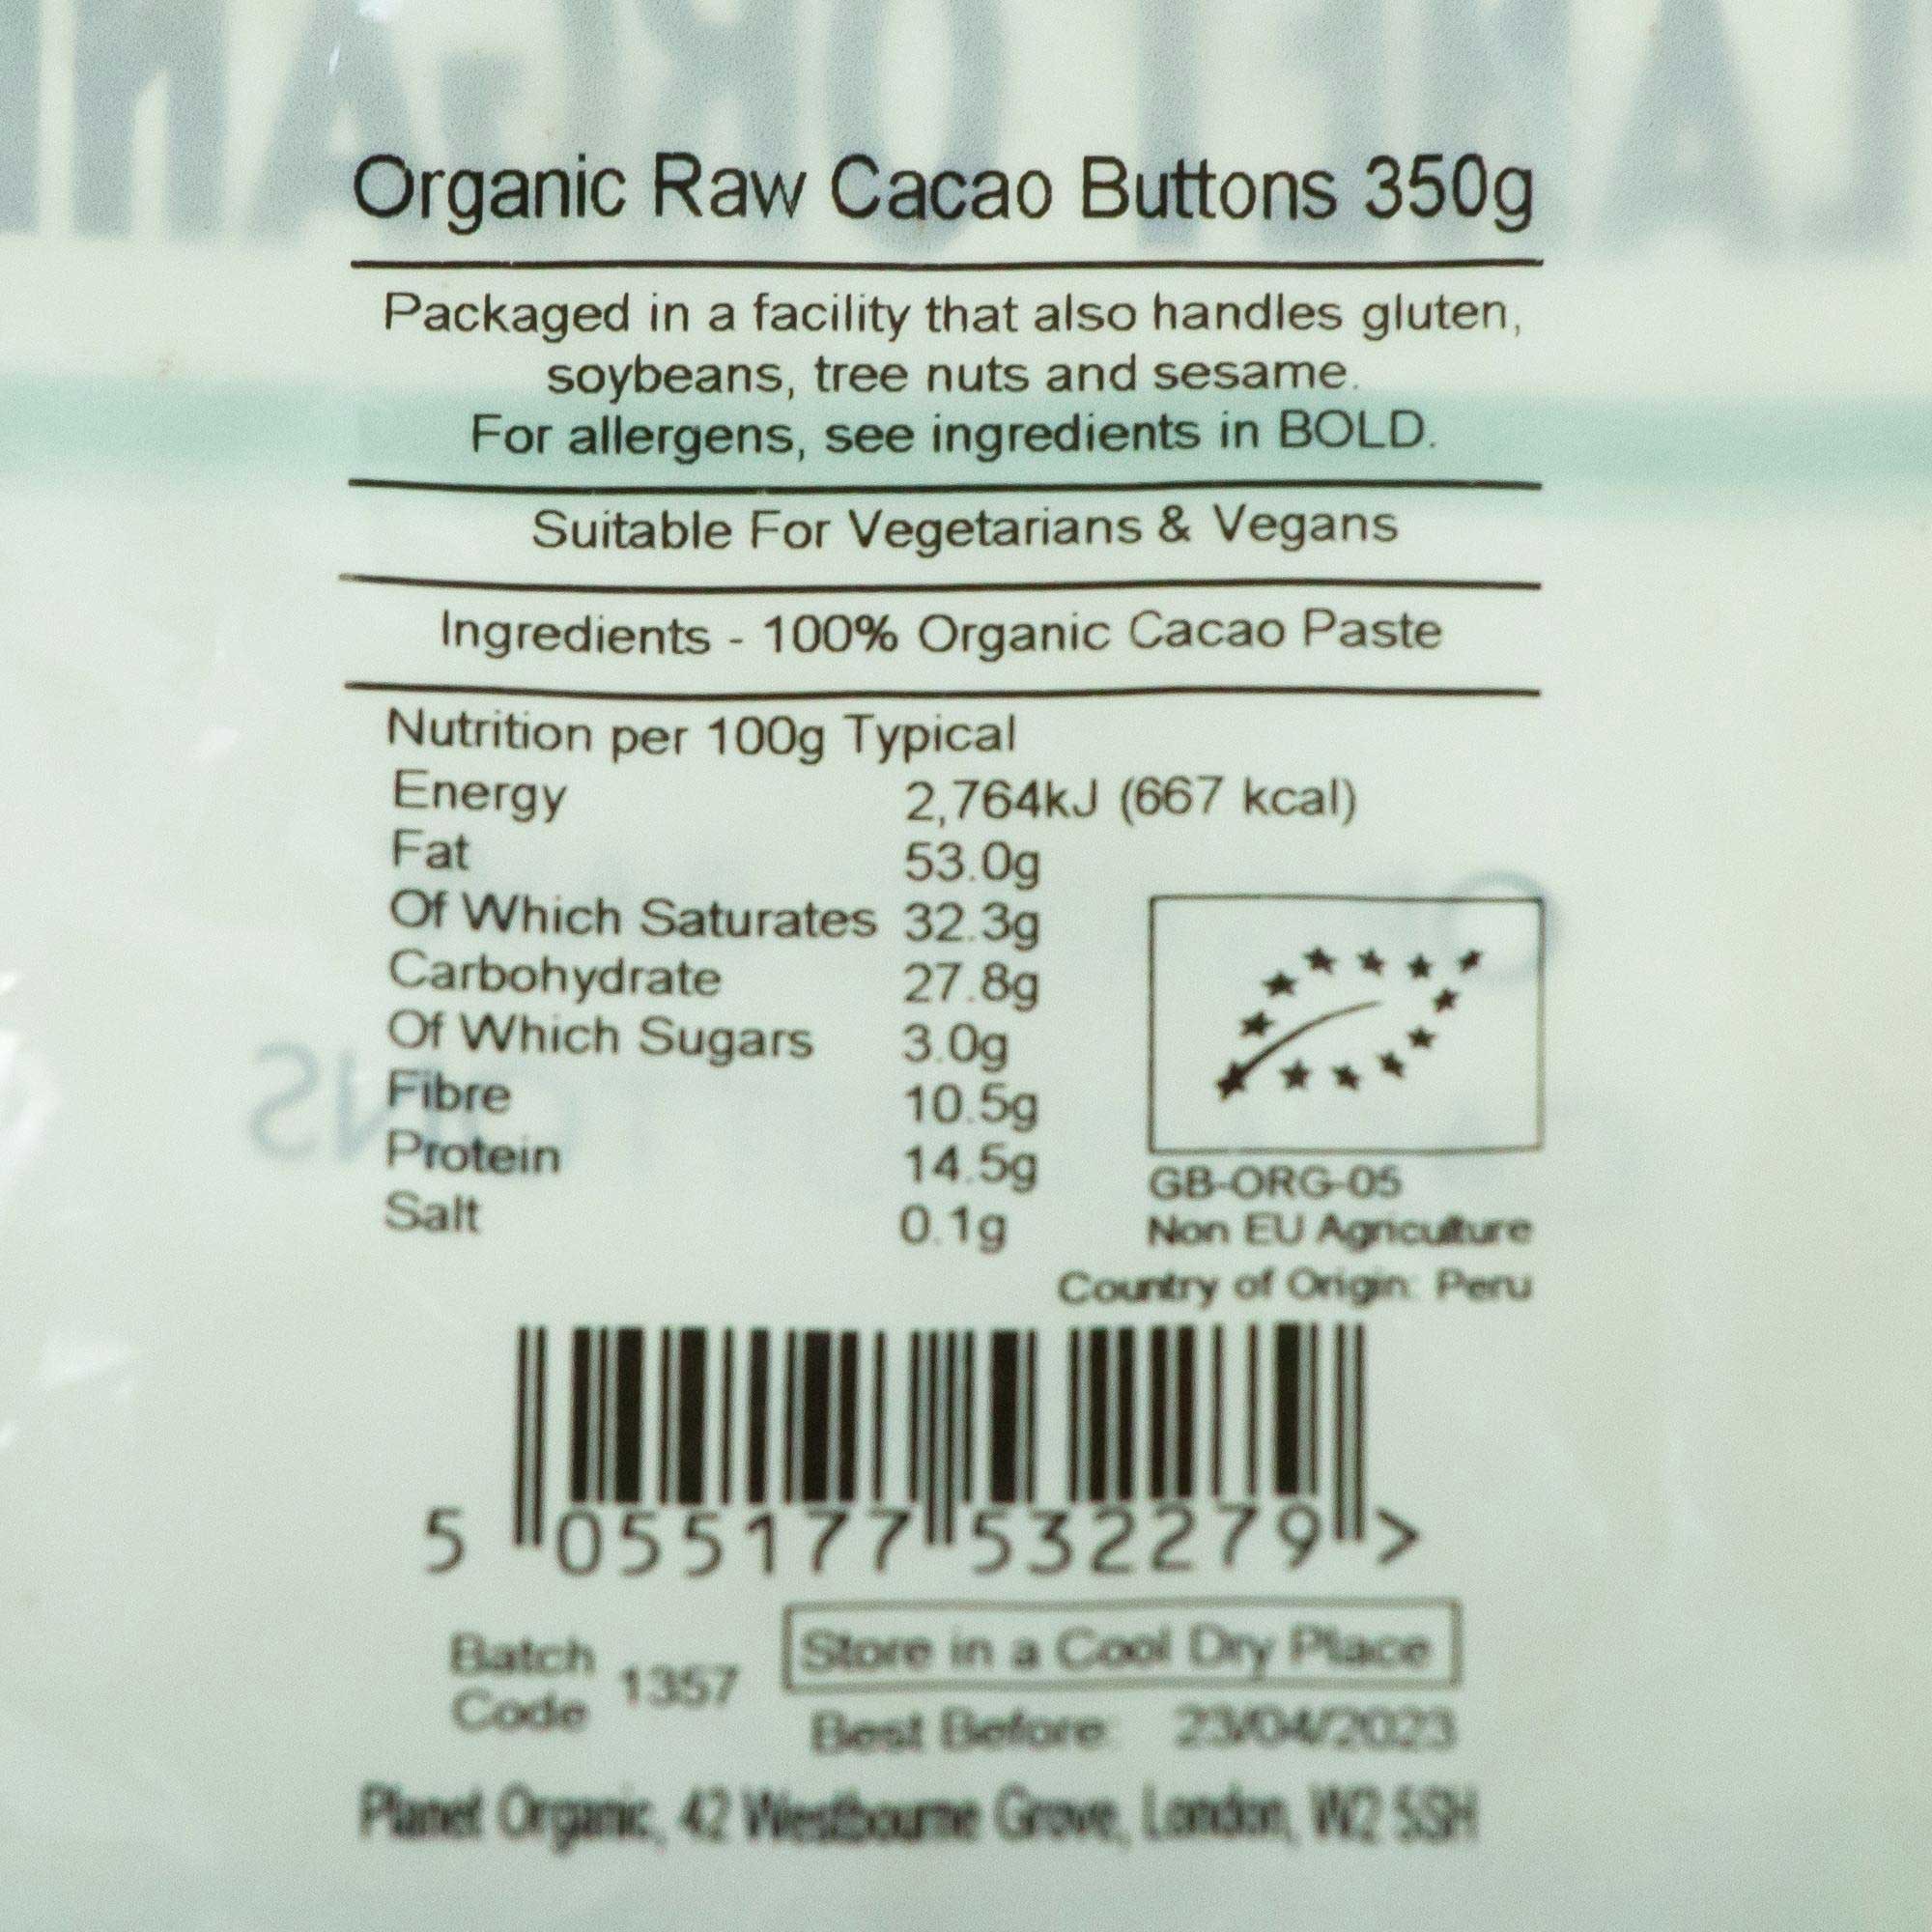 Organic Raw Cacao Buttons 350g
Packaged in a facility that also handles gluten,
soybeans, tree nuts and sesame.
For allergens, see ingredients in BOLD.
Suitable For Vegetarians & Vegans
Ingredients - 100% Organic Cacao Paste
Nutrition per 100g Typical
Energy 2,764kJ (667 kcal)
Fat 53.0g
Of Which Saturates 32.3g
Carbohydrate 27.8g
Of Which Sugars 3.0g
Fibre 10.5g
Protein 14.5g
Salt 0.1g
GB-ORG-05
Non EU Agriculture
Country of Origin: Peru
5 055177 532279 >
Batch Code 1357
Store in a Cool Dry Place
Best Before: 23/04/2023
Planet Organic, 42 Westbourne Grove, London, W2 5SH